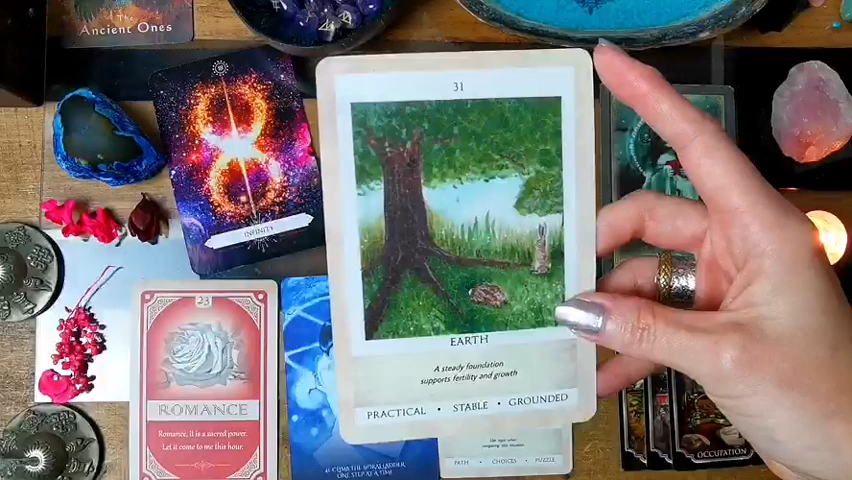 Ancient Ones
INFINITY
31
EARTH
A steady foundation
supports fertility and growth
PRACTICAL • STABLE • GROUNDED
23
ROMANCE
Romance, it is a sacred power.
Let it come to me this hour.
CLIMB THE SPIRAL LADDER
ONE STEP AT A TIME
PATH • CHOICES • PUZZLE
OCCULTATION